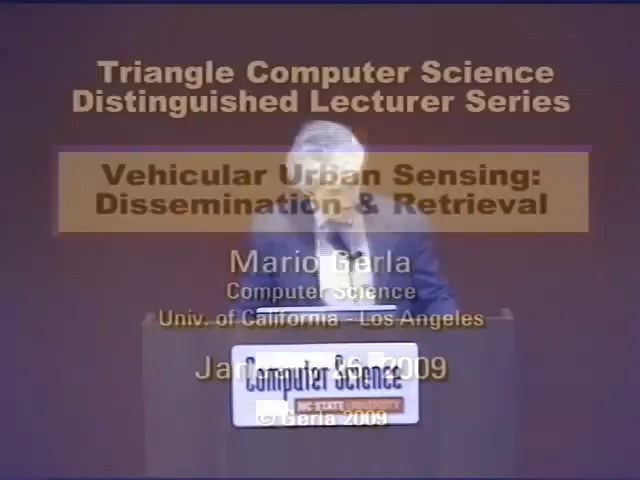 Triangle Computer Science
Distinguished Lecturer Series
Vehicular Urban Sensing:
Dissemination & Retrieval
Mario Gerla
Computer Science
Univ. of California - Los Angeles
26, 2009
Computer Science
NC STATE UNIVERSITY
© Gerla 2009